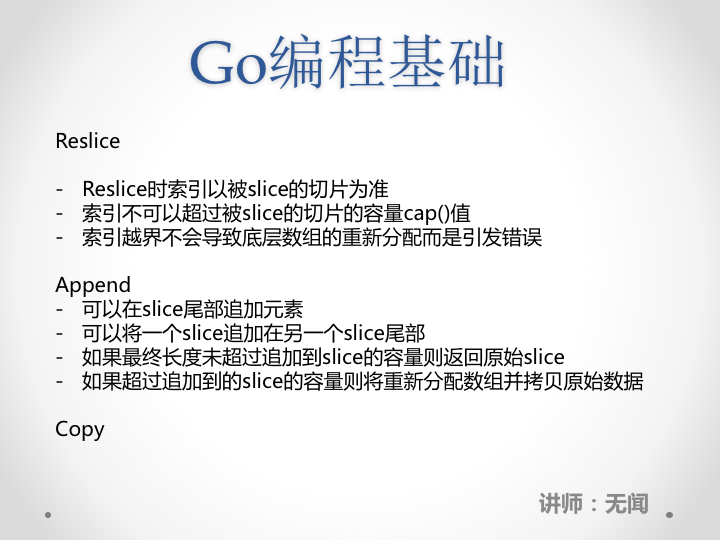 Go编程基础
Reslice
- Reslice时索引以被slice的切片为准
- 索引不可以超过被slice的切片的容量cap()值
- 索引越界不会导致底层数组的重新分配而是引发错误
Append
- 可以在slice尾部追加元素
- 可以将一个slice追加在另一个slice尾部
- 如果最终长度未超过追加到slice的容量则返回原始slice
- 如果超过追加到的slice的容量则将重新分配数组并拷贝原始数据
Copy
讲师：无闻